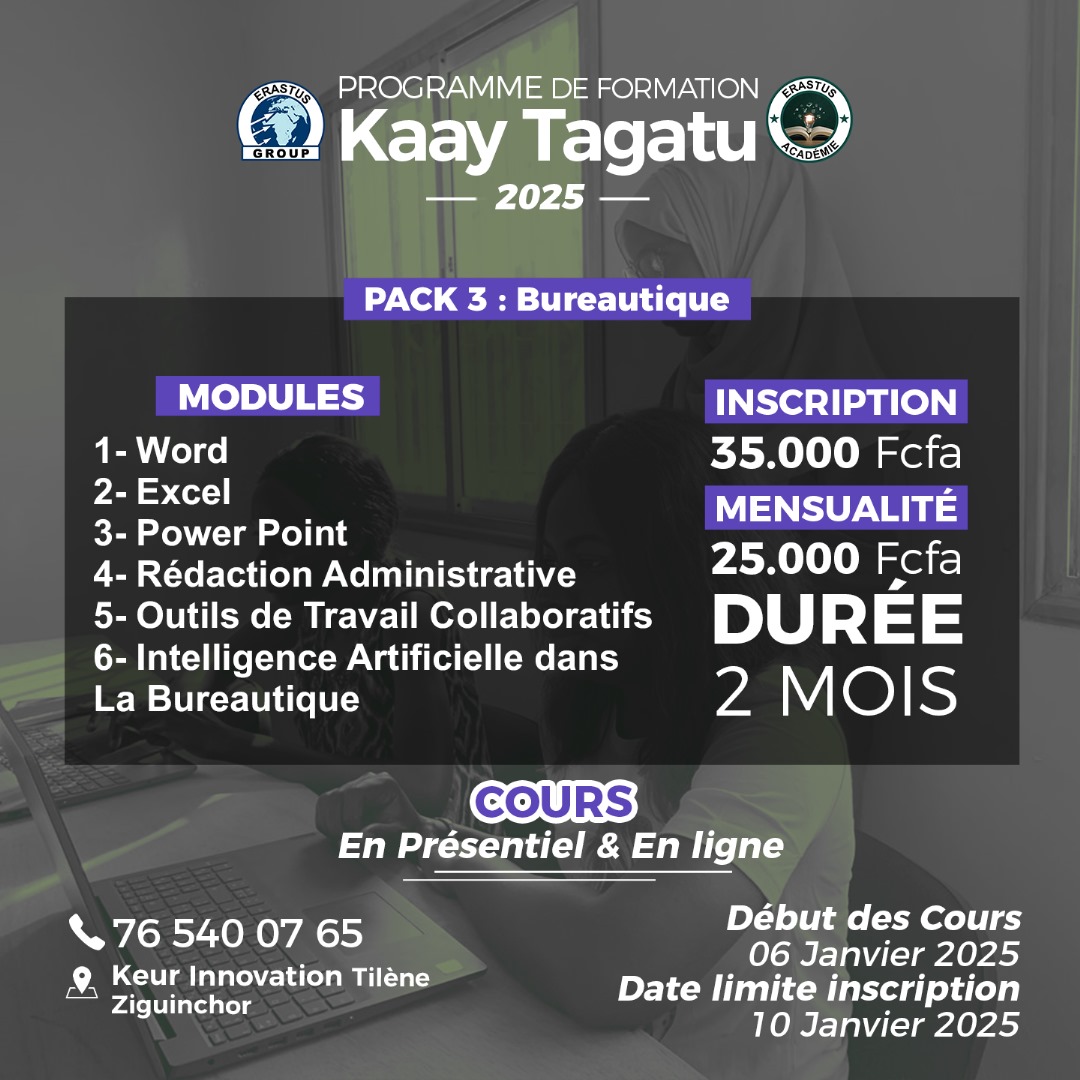 ERASTUS
GROUP
PROGRAMME DE FORMATION
Kaay Tagatu
2025
ERASTUS
ACADÉMIE
PACK 3 : Bureautique
MODULES
1- Word
2- Excel
3- Power Point
4- Rédaction Administrative
5- Outils de Travail Collaboratifs
6- Intelligence Artificielle dans
La Bureautique
INSCRIPTION
35.000 Fcfa
MENSUALITÉ
25.000 Fcfa
DURÉE
2 MOIS
COURS
En Présentiel & En ligne
76 540 07 65
Keur Innovation Tilène
Ziguinchor
Début des Cours
06 Janvier 2025
Date limite inscription
10 Janvier 2025